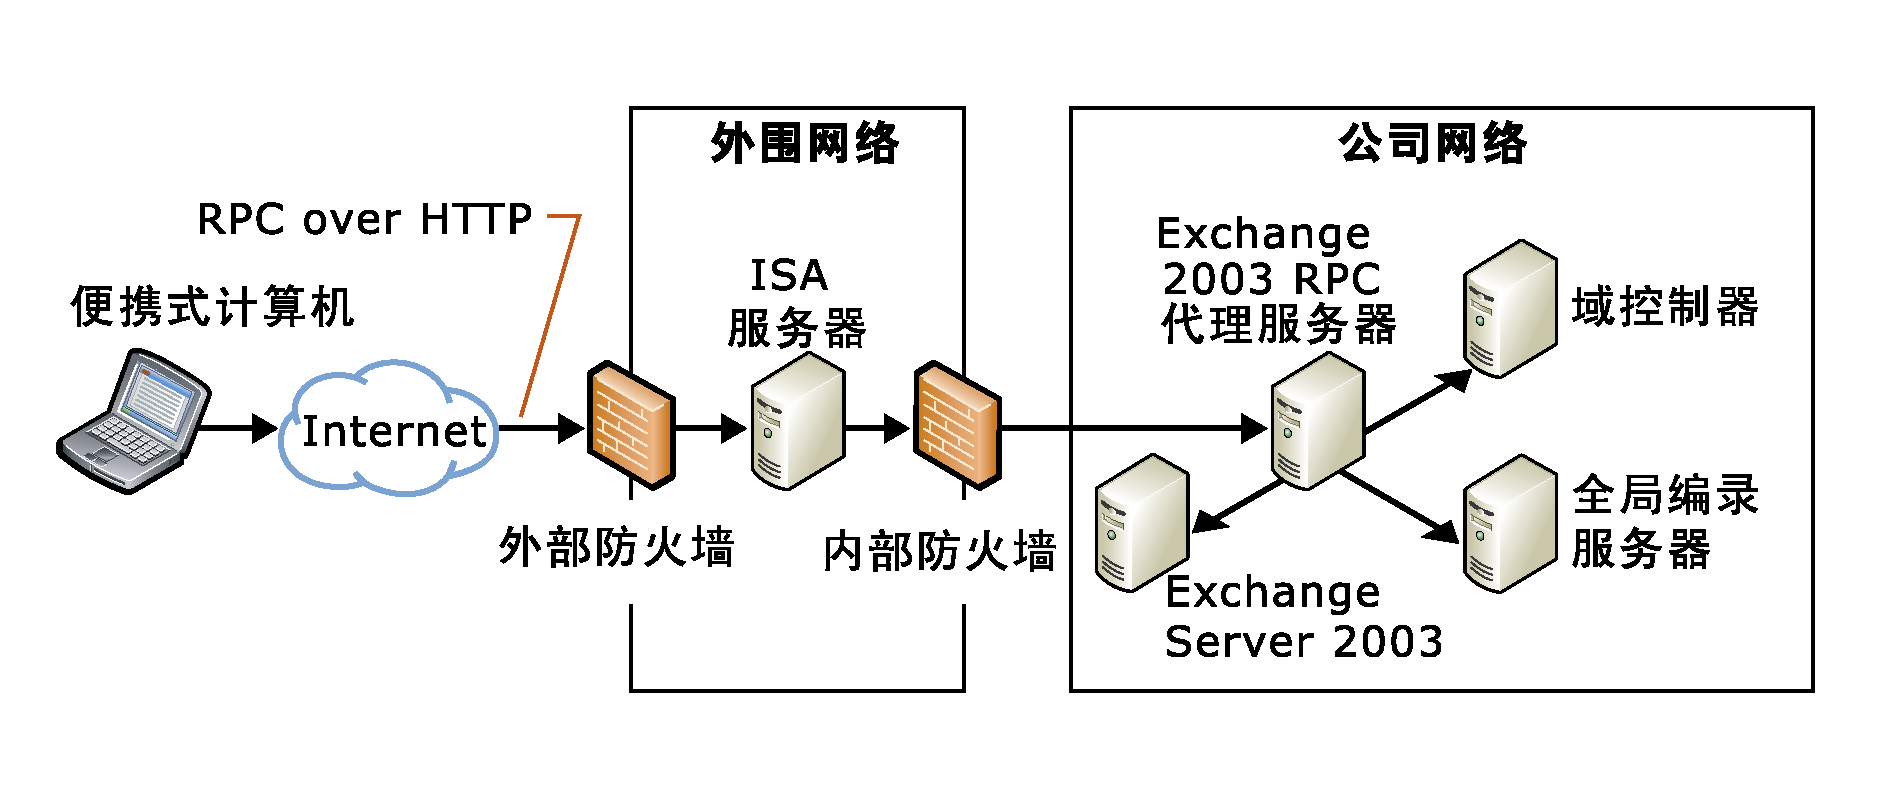 外围网络
公司网络
RPC over HTTP
便携式计算机
Internet
ISA
服务器
外部防火墙
内部防火墙
Exchange
2003 RPC
代理服务器
域控制器
全局编录
服务器
Exchange
Server 2003